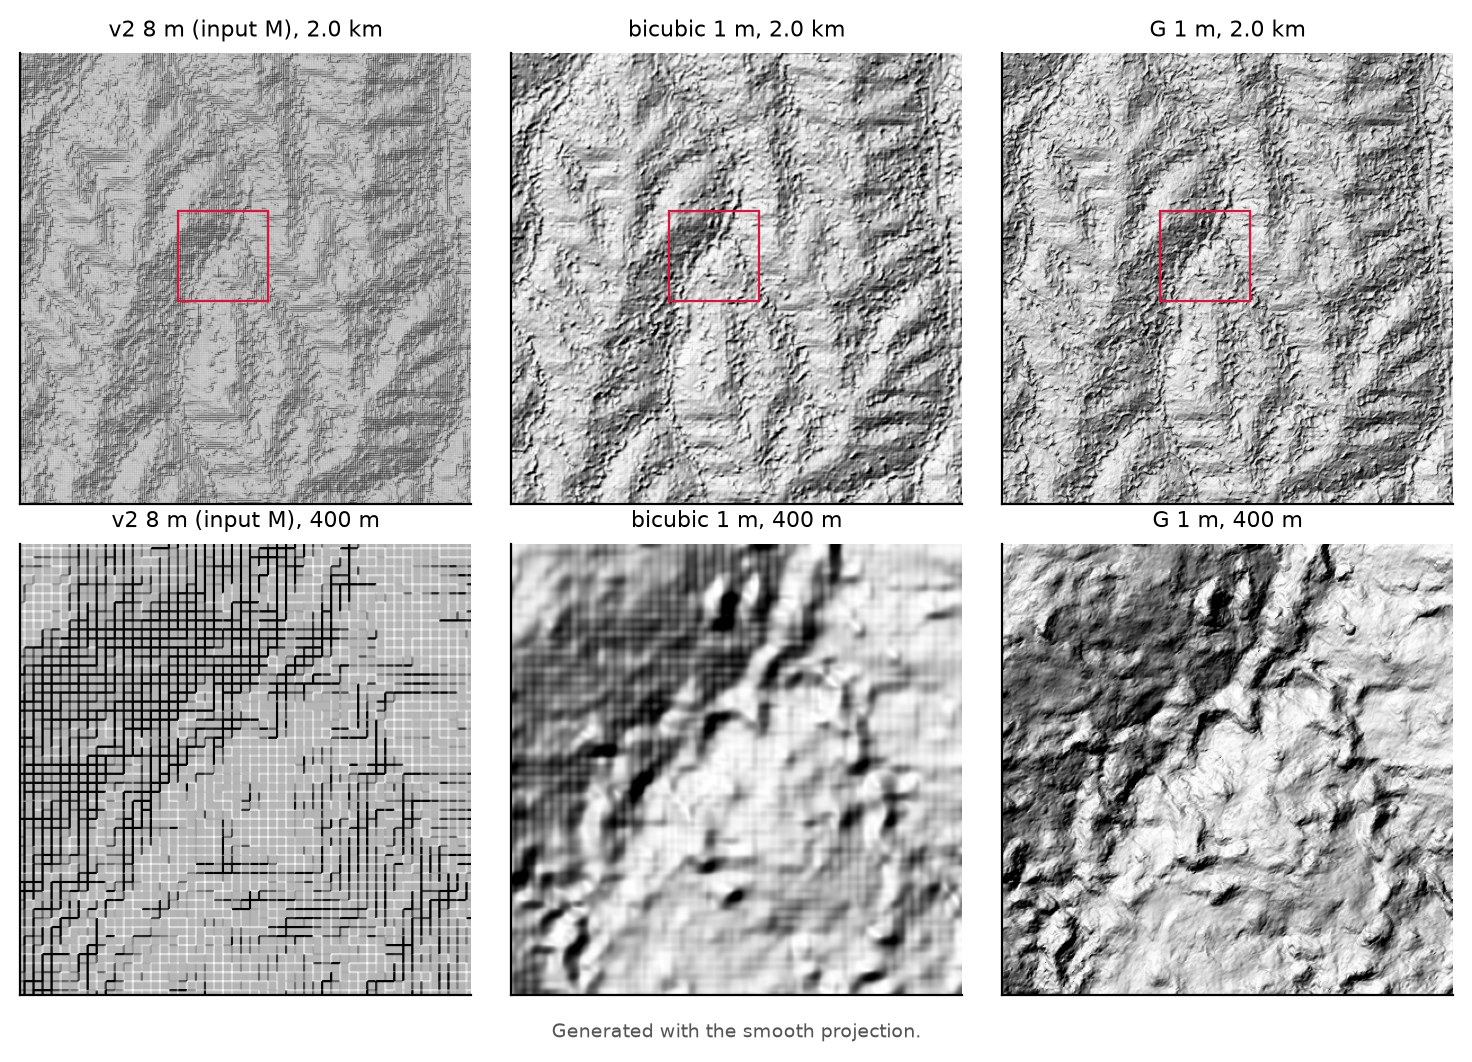 v2 8 m (input M), 2.0 km
bicubic 1 m, 2.0 km
G 1 m, 2.0 km
v2 8 m (input M), 400 m
bicubic 1 m, 400 m
G 1 m, 400 m
Generated with the smooth projection.